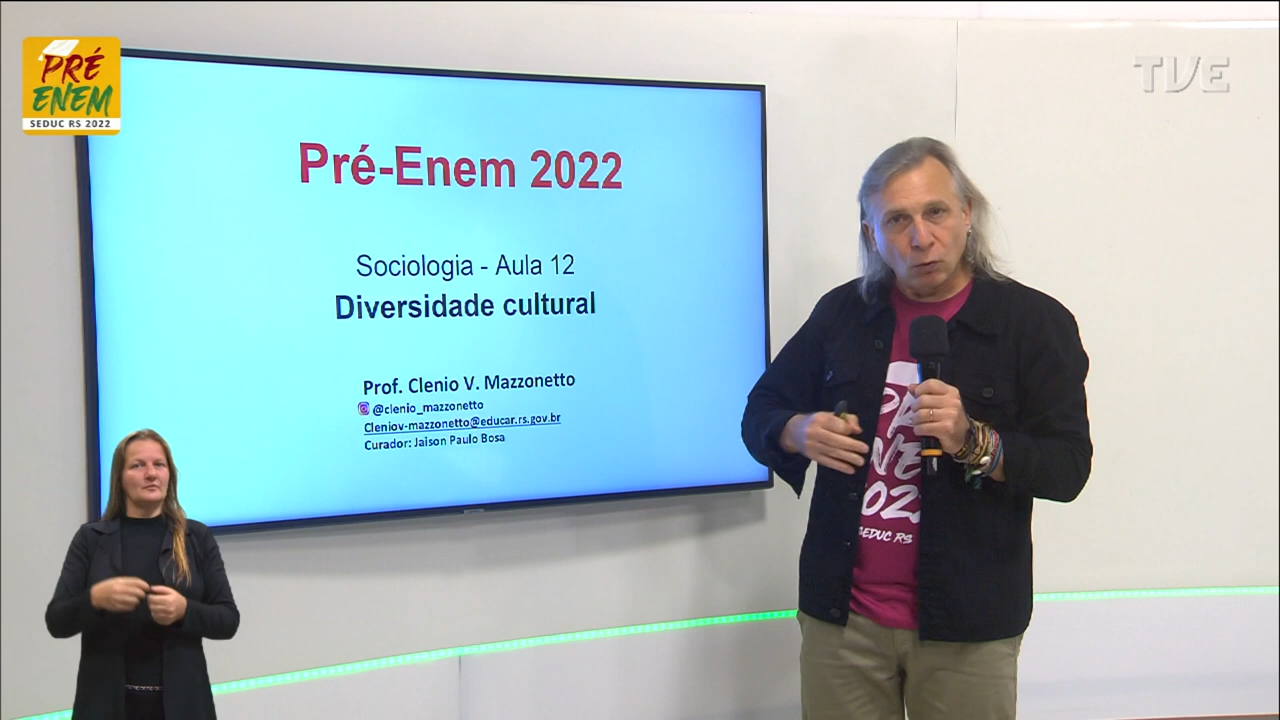 PRÉ
ENEM
SEDUC RS 2022
TVE
Pré-Enem 2022
Sociologia - Aula 12
Diversidade cultural
Prof. Clenio V. Mazzonetto
@clenio_mazzonetto
Cleniov-mazzonetto@educar.rs.gov.br
Curador: Jaison Paulo Bosa
SEDUC RS